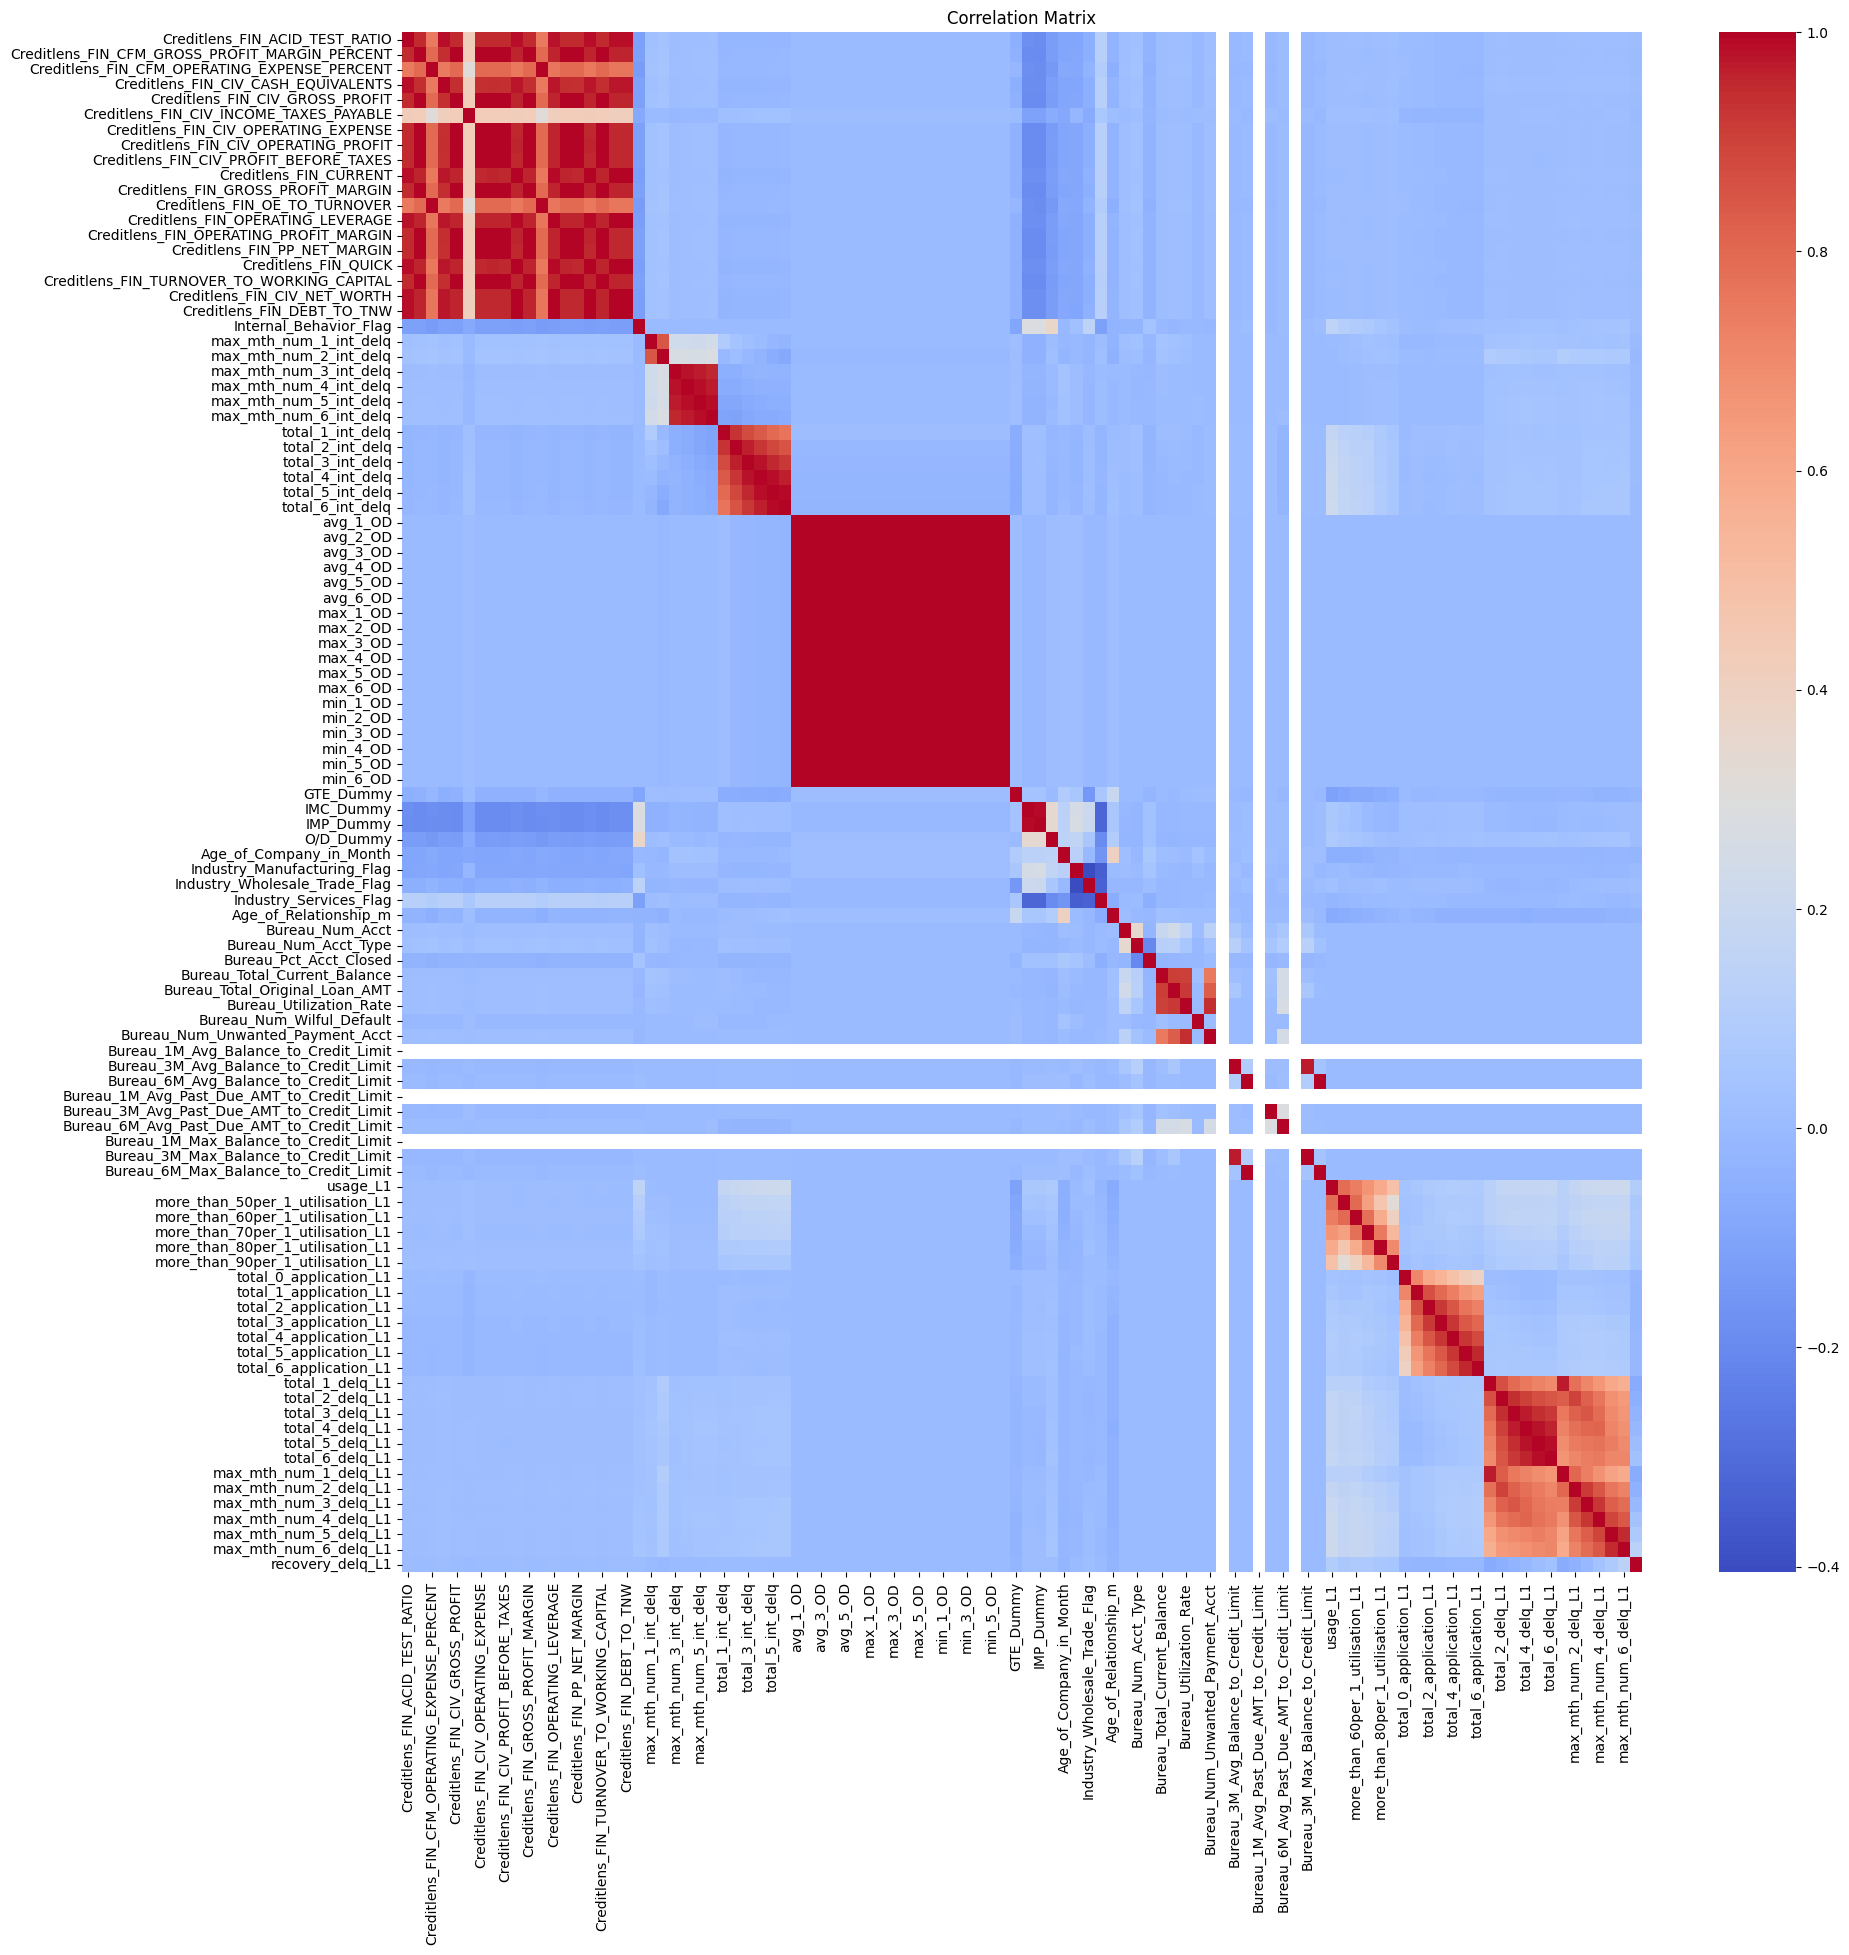 Correlation Matrix
Creditlens_FIN_ACID_TEST_RATIO
Creditlens_FIN_CFM_GROSS_PROFIT_MARGIN_PERCENT
Creditlens_FIN_CFM_OPERATING_EXPENSE_PERCENT
Creditlens_FIN_CIV_CASH_EQUIVALENTS
Creditlens_FIN_CIV_GROSS_PROFIT
Creditlens_FIN_CIV_INCOME_TAXES_PAYABLE
Creditlens_FIN_CIV_OPERATING_EXPENSE
Creditlens_FIN_CIV_OPERATING_PROFIT
Creditlens_FIN_CIV_PROFIT_BEFORE_TAXES
Creditlens_FIN_CURRENT
Creditlens_FIN_GROSS_PROFIT_MARGIN
Creditlens_FIN_OE_TO_TURNOVER
Creditlens_FIN_OPERATING_LEVERAGE
Creditlens_FIN_OPERATING_PROFIT_MARGIN
Creditlens_FIN_PP_NET_MARGIN
Creditlens_FIN_QUICK
Creditlens_FIN_TURNOVER_TO_WORKING_CAPITAL
Creditlens_FIN_CIV_NET_WORTH
Creditlens_FIN_DEBT_TO_TNW
Internal_Behavior_Flag
max_mth_num_1_int_delq
max_mth_num_2_int_delq
max_mth_num_3_int_delq
max_mth_num_4_int_delq
max_mth_num_5_int_delq
max_mth_num_6_int_delq
total_1_int_delq
total_2_int_delq
total_3_int_delq
total_4_int_delq
total_5_int_delq
total_6_int_delq
avg_1_OD
avg_2_OD
avg_3_OD
avg_4_OD
avg_5_OD
avg_6_OD
max_1_OD
max_2_OD
max_3_OD
max_4_OD
max_5_OD
max_6_OD
min_1_OD
min_2_OD
min_3_OD
min_4_OD
min_5_OD
min_6_OD
GTE_Dummy
IMC_Dummy
IMP_Dummy
O/D_Dummy
Age_of_Company_in_Month
Industry_Manufacturing_Flag
Industry_Wholesale_Trade_Flag
Industry_Services_Flag
Age_of_Relationship_m
Bureau_Num_Acct
Bureau_Num_Acct_Type
Bureau_Pct_Acct_Closed
Bureau_Total_Current_Balance
Bureau_Total_Original_Loan_AMT
Bureau_Utilization_Rate
Bureau_Num_Wilful_Default
Bureau_Num_Unwanted_Payment_Acct
Bureau_1M_Avg_Balance_to_Credit_Limit
Bureau_3M_Avg_Balance_to_Credit_Limit
Bureau_6M_Avg_Balance_to_Credit_Limit
Bureau_1M_Avg_Past_Due_AMT_to_Credit_Limit
Bureau_3M_Avg_Past_Due_AMT_to_Credit_Limit
Bureau_6M_Avg_Past_Due_AMT_to_Credit_Limit
Bureau_1M_Max_Balance_to_Credit_Limit
Bureau_3M_Max_Balance_to_Credit_Limit
Bureau_6M_Max_Balance_to_Credit_Limit
usage_L1
more_than_50per_1_utilisation_L1
more_than_60per_1_utilisation_L1
more_than_70per_1_utilisation_L1
more_than_80per_1_utilisation_L1
more_than_90per_1_utilisation_L1
total_0_application_L1
total_1_application_L1
total_2_application_L1
total_3_application_L1
total_4_application_L1
total_5_application_L1
total_6_application_L1
total_1_delq_L1
total_2_delq_L1
total_3_delq_L1
total_4_delq_L1
total_5_delq_L1
total_6_delq_L1
max_mth_num_1_delq_L1
max_mth_num_2_delq_L1
max_mth_num_3_delq_L1
max_mth_num_4_delq_L1
max_mth_num_5_delq_L1
max_mth_num_6_delq_L1
recovery_delq_L1
Creditlens_FIN_ACID_TEST_RATIO
Creditlens_FIN_CFM_OPERATING_EXPENSE_PERCENT
Creditlens_FIN_CIV_GROSS_PROFIT
Creditlens_FIN_CIV_OPERATING_EXPENSE
Creditlens_FIN_CIV_PROFIT_BEFORE_TAXES
Creditlens_FIN_GROSS_PROFIT_MARGIN
Creditlens_FIN_OPERATING_LEVERAGE
Creditlens_FIN_PP_NET_MARGIN
Creditlens_FIN_TURNOVER_TO_WORKING_CAPITAL
Creditlens_FIN_DEBT_TO_TNW
max_mth_num_1_int_delq
max_mth_num_3_int_delq
max_mth_num_5_int_delq
total_1_int_delq
total_3_int_delq
total_5_int_delq
avg_1_OD
avg_3_OD
avg_5_OD
max_1_OD
max_3_OD
max_5_OD
min_1_OD
min_3_OD
min_5_OD
GTE_Dummy
IMP_Dummy
Age_of_Company_in_Month
Industry_Wholesale_Trade_Flag
Age_of_Relationship_m
Bureau_Num_Acct_Type
Bureau_Total_Current_Balance
Bureau_Utilization_Rate
Bureau_Num_Unwanted_Payment_Acct
Bureau_3M_Avg_Balance_to_Credit_Limit
Bureau_1M_Avg_Past_Due_AMT_to_Credit_Limit
Bureau_6M_Avg_Past_Due_AMT_to_Credit_Limit
Bureau_3M_Max_Balance_to_Credit_Limit
usage_L1
more_than_60per_1_utilisation_L1
more_than_80per_1_utilisation_L1
total_0_application_L1
total_2_application_L1
total_4_application_L1
total_6_application_L1
total_2_delq_L1
total_4_delq_L1
total_6_delq_L1
max_mth_num_2_delq_L1
max_mth_num_4_delq_L1
max_mth_num_6_delq_L1
1.0
0.8
0.6
0.4
0.2
0.0
−0.2
−0.4